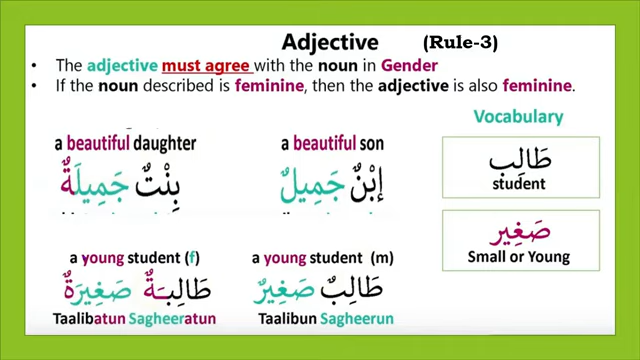 Adjective (Rule-3)
• The adjective must agree with the noun in Gender
• If the noun described is feminine, then the adjective is also feminine.
Vocabulary
طَالِب
student
صَغِير
Small or Young
a beautiful daughter
بِنْتٌ جَمِيلَةٌ
a beautiful son
إبْنٌ جَمِيلٌ
a young student (f)
طَالِبَـةٌ صَغِيرَةٌ
Taalibatun Sagheeratun
a young student (m)
طَالِبٌ صَغِيرٌ
Taalibun Sagheerun